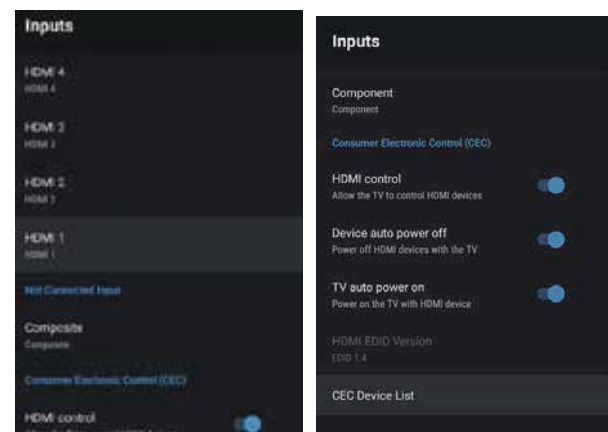 Inputs
HDMI 4
HDMI 4
HDMI 3
HDMI 3
HDMI 2
HDMI 2
HDMI 1
HDMI 1
Not Connected Input
Composite
Composite
Consumer Electronic Control (CEC)
HDMI control
Inputs
Component
Component
Consumer Electronic Control (CEC)
HDMI control
Allow the TV to control HDMI devices
Device auto power off
Power off HDMI devices with the TV
TV auto power on
Power on the TV with HDMI device
HDMI EDID Version
EDID 1.4
CEC Device List